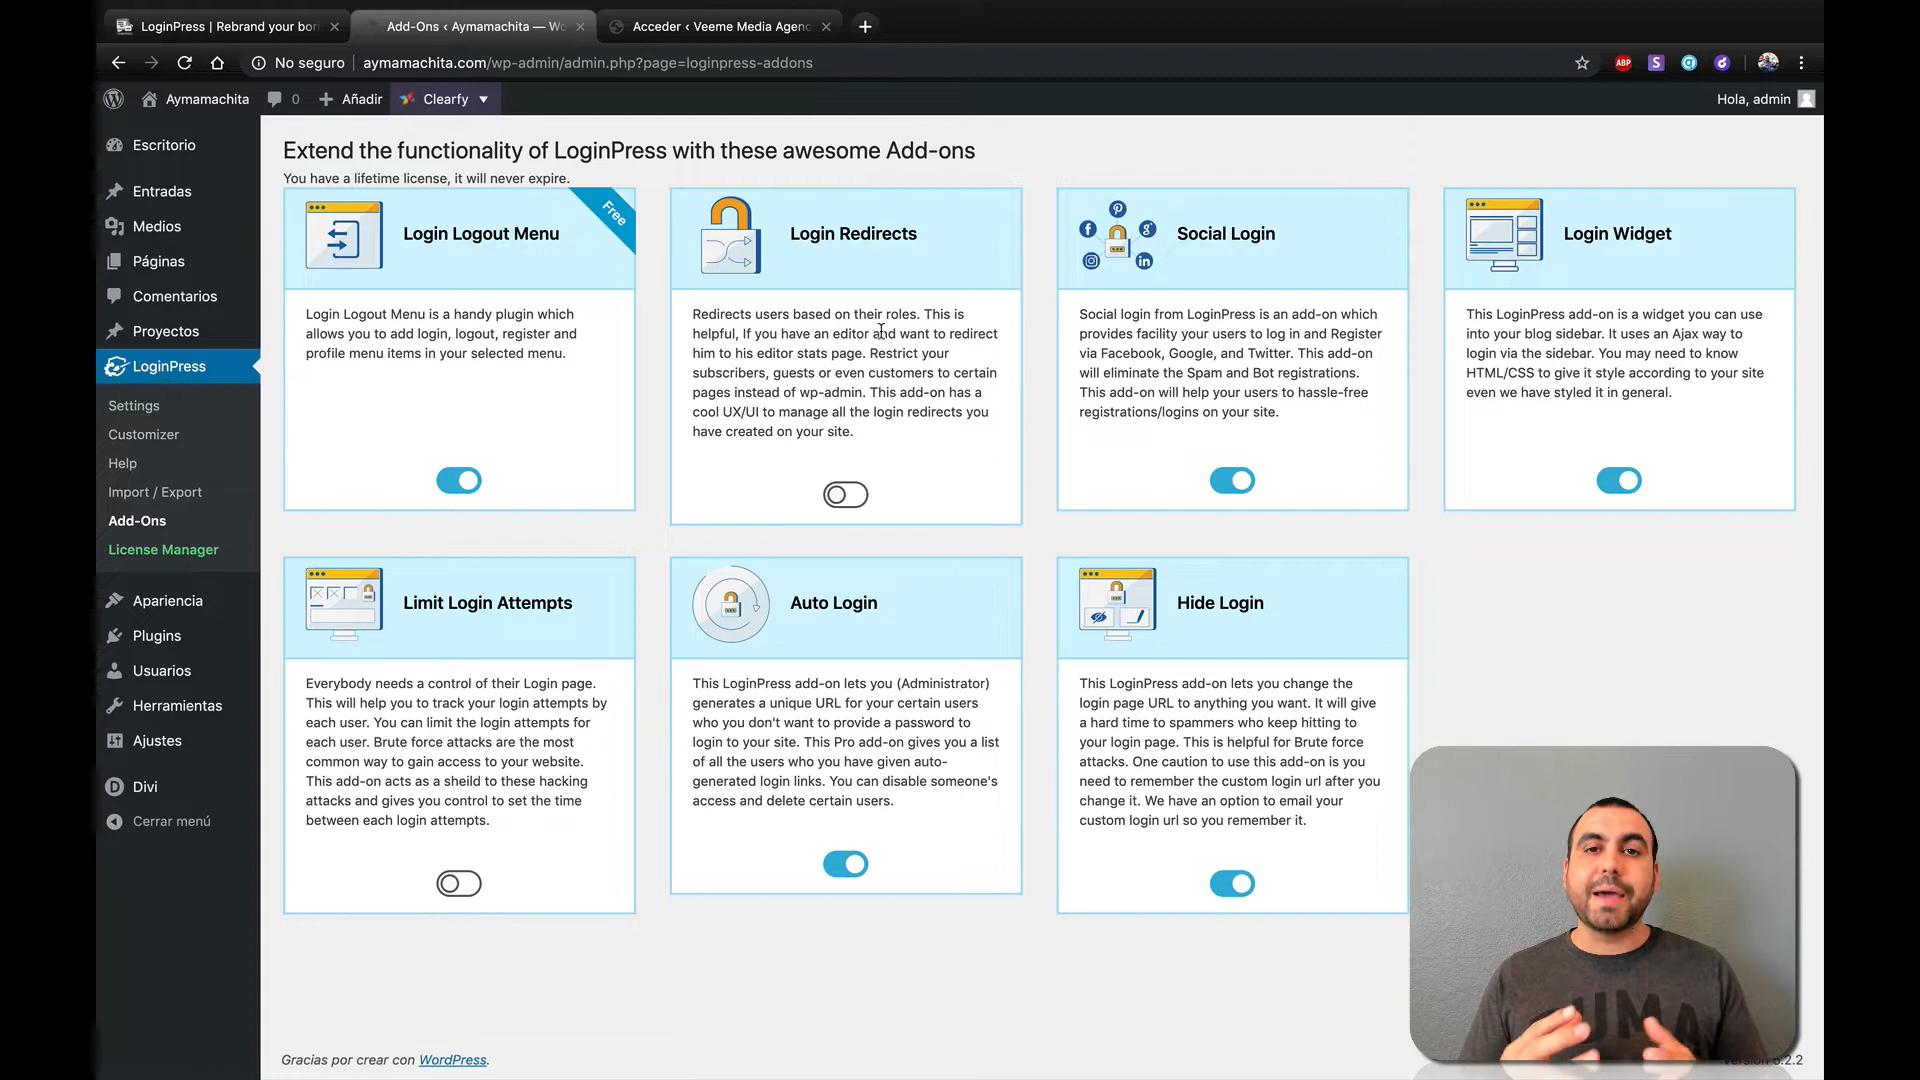 LoginPress | Rebrand your bori
Add-Ons ‹ Aymamachita — Wo
Acceder ‹ Veeme Media Agenc
No seguro
aymamachita.com/wp-admin/admin.php?page=loginpress-addons
ABP
S
Aymamachita
0
Añadir
Clearfy
Hola, admin
Escritorio
Entradas
Medios
Páginas
Comentarios
Proyectos
LoginPress
Settings
Customizer
Help
Import / Export
Add-Ons
License Manager
Apariencia
Plugins
Usuarios
Herramientas
Ajustes
Divi
Cerrar menú
Extend the functionality of LoginPress with these awesome Add-ons
You have a lifetime license, it will never expire.
Login Logout Menu
Free
Login Logout Menu is a handy plugin which
allows you to add login, logout, register and
profile menu items in your selected menu.
Login Redirects
Redirects users based on their roles. This is
helpful, If you have an editor and want to redirect
him to his editor stats page. Restrict your
subscribers, guests or even customers to certain
pages instead of wp-admin. This add-on has a
cool UX/UI to manage all the login redirects you
have created on your site.
Social Login
Social login from LoginPress is an add-on which
provides facility your users to log in and Register
via Facebook, Google, and Twitter. This add-on
will eliminate the Spam and Bot registrations.
This add-on will help your users to hassle-free
registrations/logins on your site.
Login Widget
This LoginPress add-on is a widget you can use
into your blog sidebar. It uses an Ajax way to
login via the sidebar. You may need to know
HTML/CSS to give it style according to your site
even we have styled it in general.
Limit Login Attempts
Everybody needs a control of their Login page.
This will help you to track your login attempts by
each user. You can limit the login attempts for
each user. Brute force attacks are the most
common way to gain access to your website.
This add-on acts as a sheild to these hacking
attacks and gives you control to set the time
between each login attempts.
Auto Login
This LoginPress add-on lets you (Administrator)
generates a unique URL for your certain users
who you don't want to provide a password to
login to your site. This Pro add-on gives you a list
of all the users who you have given auto-
generated login links. You can disable someone's
access and delete certain users.
Hide Login
This LoginPress add-on lets you change the
login page URL to anything you want. It will give
a hard time to spammers who keep hitting to
your login page. This is helpful for Brute force
attacks. One caution to use this add-on is you
need to remember the custom login url after you
change it. We have an option to email your
custom login url so you remember it.
UMA
Gracias por crear con WordPress.
Versión 5.2.2